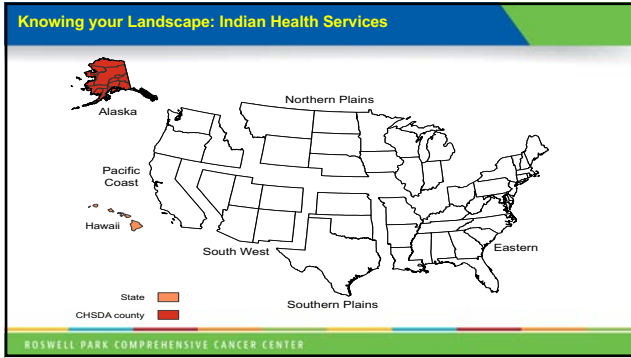 Knowing your Landscape: Indian Health Services
Northern Plains
Alaska
Pacific
Coast
Hawaii
South West
Eastern
State
CHSDA county
Southern Plains
ROSWELL PARK COMPREHENSIVE CANCER CENTER